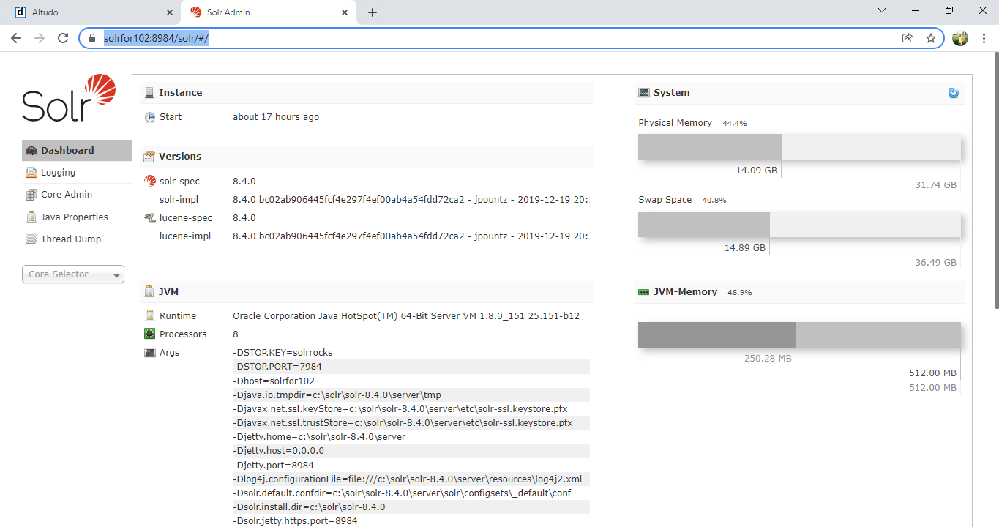 Altudo
Solr Admin
solrfor102:8984/solr/#/
Solr
Dashboard
Logging
Core Admin
Java Properties
Thread Dump
Core Selector
Instance
Start about 17 hours ago
Versions
solr-spec 8.4.0
solr-impl 8.4.0 bc02ab906445fcf4e297f4ef00ab4a54fdd72ca2 - jpountz - 2019-12-19 20:
lucene-spec 8.4.0
lucene-impl 8.4.0 bc02ab906445fcf4e297f4ef00ab4a54fdd72ca2 - jpountz - 2019-12-19 20:
JVM
Runtime Oracle Corporation Java HotSpot(TM) 64-Bit Server VM 1.8.0_151 25.151-b12
Processors 8
Args -DSTOP.KEY=solrrocks
-DSTOP.PORT=7984
-Dhost=solrfor102
-Djava.io.tmpdir=c:\solr\solr-8.4.0\server\tmp
-Djavax.net.ssl.keyStore=c:\solr\solr-8.4.0\server\etc\solr-ssl.keystore.pfx
-Djavax.net.ssl.trustStore=c:\solr\solr-8.4.0\server\etc\solr-ssl.keystore.pfx
-Djetty.home=c:\solr\solr-8.4.0\server
-Djetty.host=0.0.0.0
-Djetty.port=8984
-Dlog4j.configurationFile=file:///c:\solr\solr-8.4.0\server\resources\log4j2.xml
-Dsolr.default.confdir=c:\solr\solr-8.4.0\server\solr\configsets\_default\conf
-Dsolr.install.dir=c:\solr\solr-8.4.0
-Dsolr.jetty.https.port=8984
System
Physical Memory 44.4%
14.09 GB
31.74 GB
Swap Space 40.8%
14.89 GB
36.49 GB
JVM-Memory 48.9%
250.28 MB
512.00 MB
512.00 MB